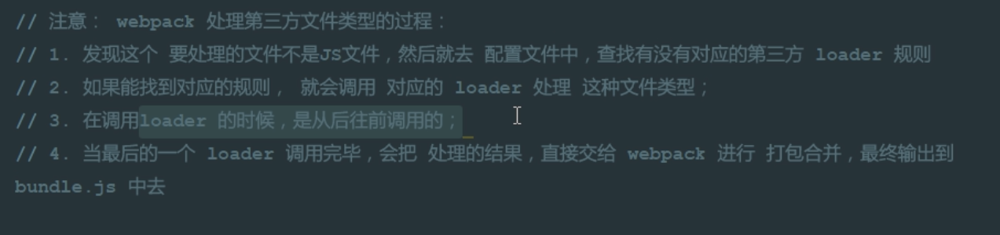 // 注意： webpack 处理第三方文件类型的过程：
// 1. 发现这个 要处理的文件不是JS文件，然后就去 配置文件中，查找有没有对应的第三方 loader 规则
// 2. 如果能找到对应的规则， 就会调用 对应的 loader 处理 这种文件类型；
// 3. 在调用loader 的时候，是从后往前调用的；
// 4. 当最后的一个 loader 调用完毕，会把 处理的结果，直接交给 webpack 进行 打包合并，最终输出到
bundle.js 中去